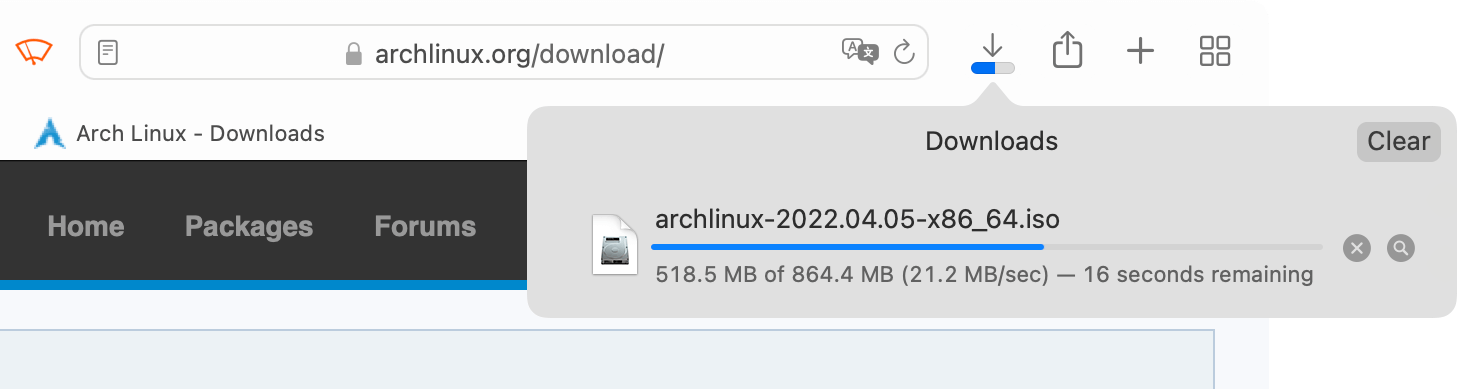 archlinux.org/download/
Arch Linux - Downloads
Downloads
Clear
Home Packages Forums
archlinux-2022.04.05-x86_64.iso
518.5 MB of 864.4 MB (21.2 MB/sec) — 16 seconds remaining